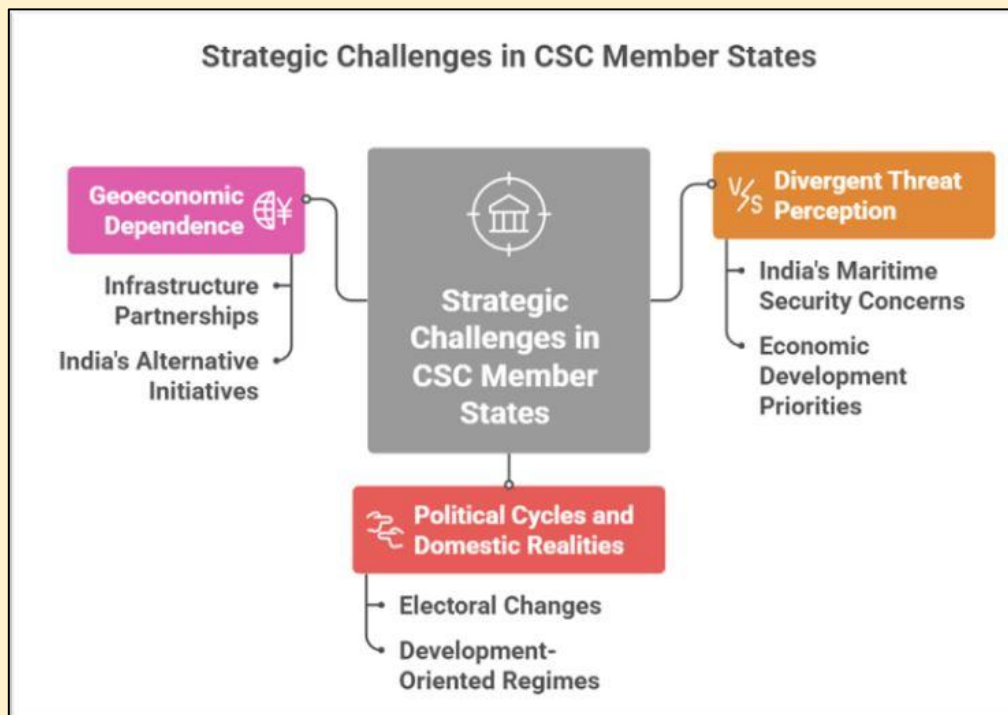 Strategic Challenges in CSC Member States
Geoeconomic
Dependence
¥
Infrastructure
Partnerships
India's Alternative
Initiatives
Strategic
Challenges in
CSC Member
States
V/S
Divergent Threat
Perception
India's Maritime
Security Concerns
Economic
Development
Priorities
Political Cycles and
Domestic Realities
Electoral Changes
Development-
Oriented Regimes